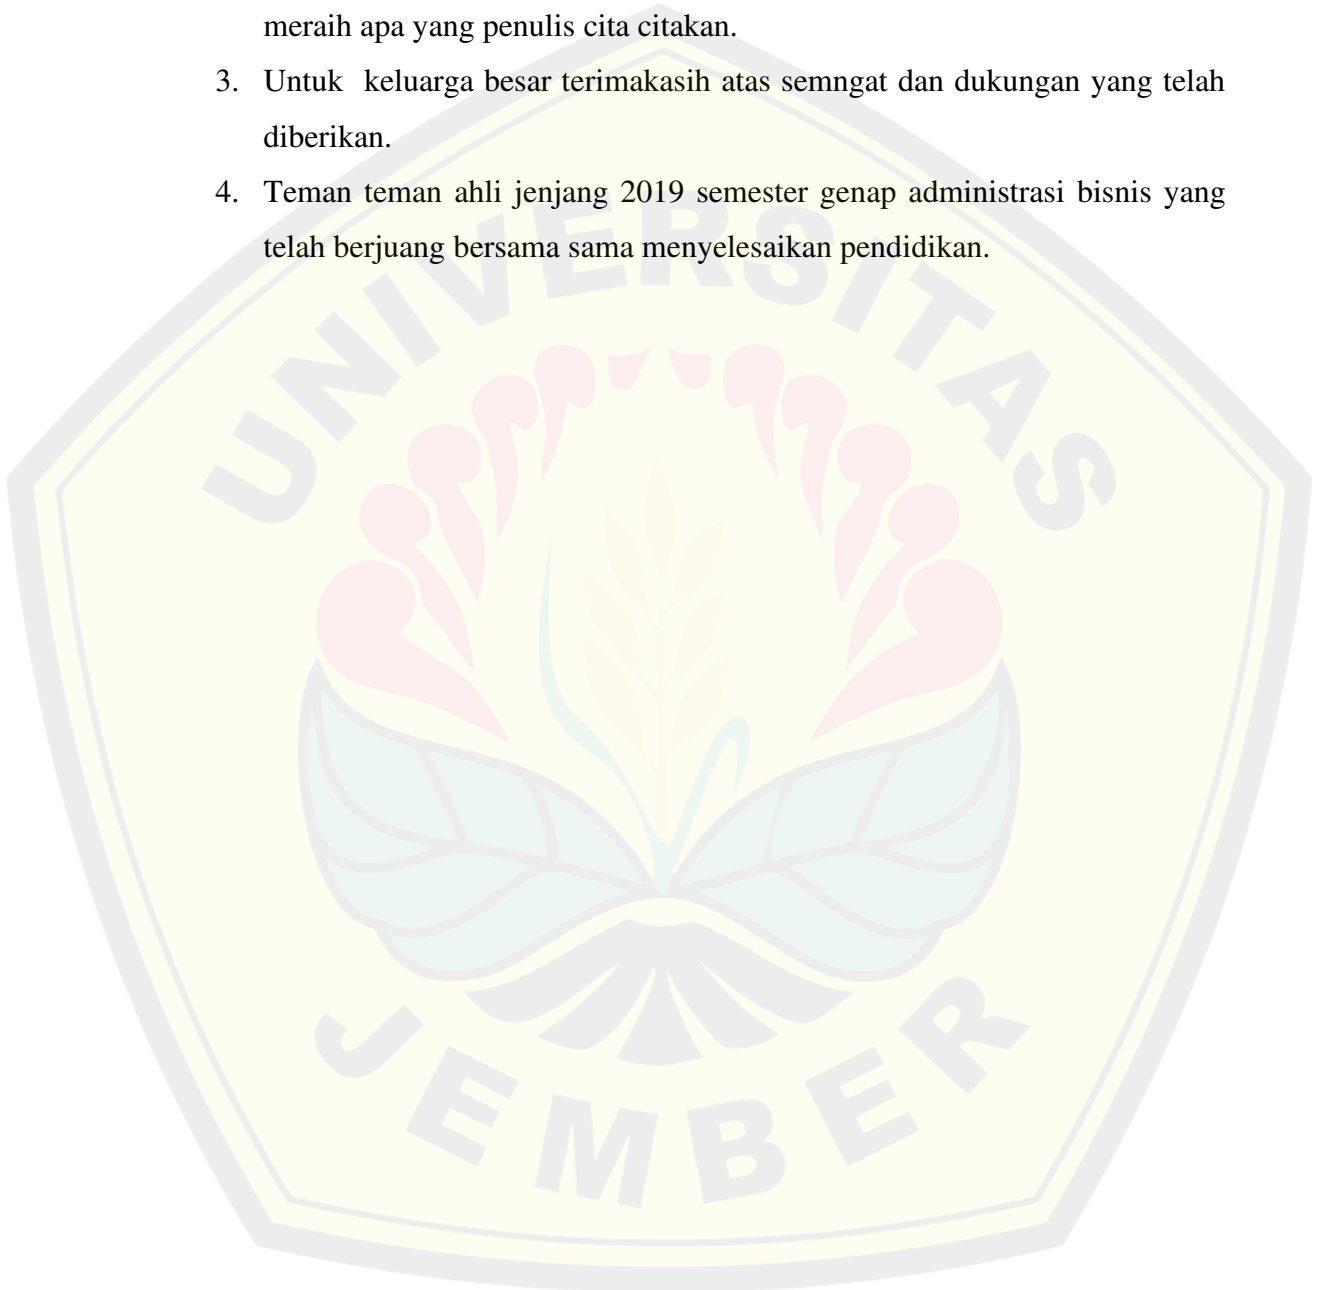 meraih apa yang penulis cita citakan.
3. Untuk keluarga besar terimakasih atas semngat dan dukungan yang telah
diberikan.
4. Teman teman ahli jenjang 2019 semester genap administrasi bisnis yang
telah berjuang bersama sama menyelesaikan pendidikan.
UNIVERSITAS
JEMBER